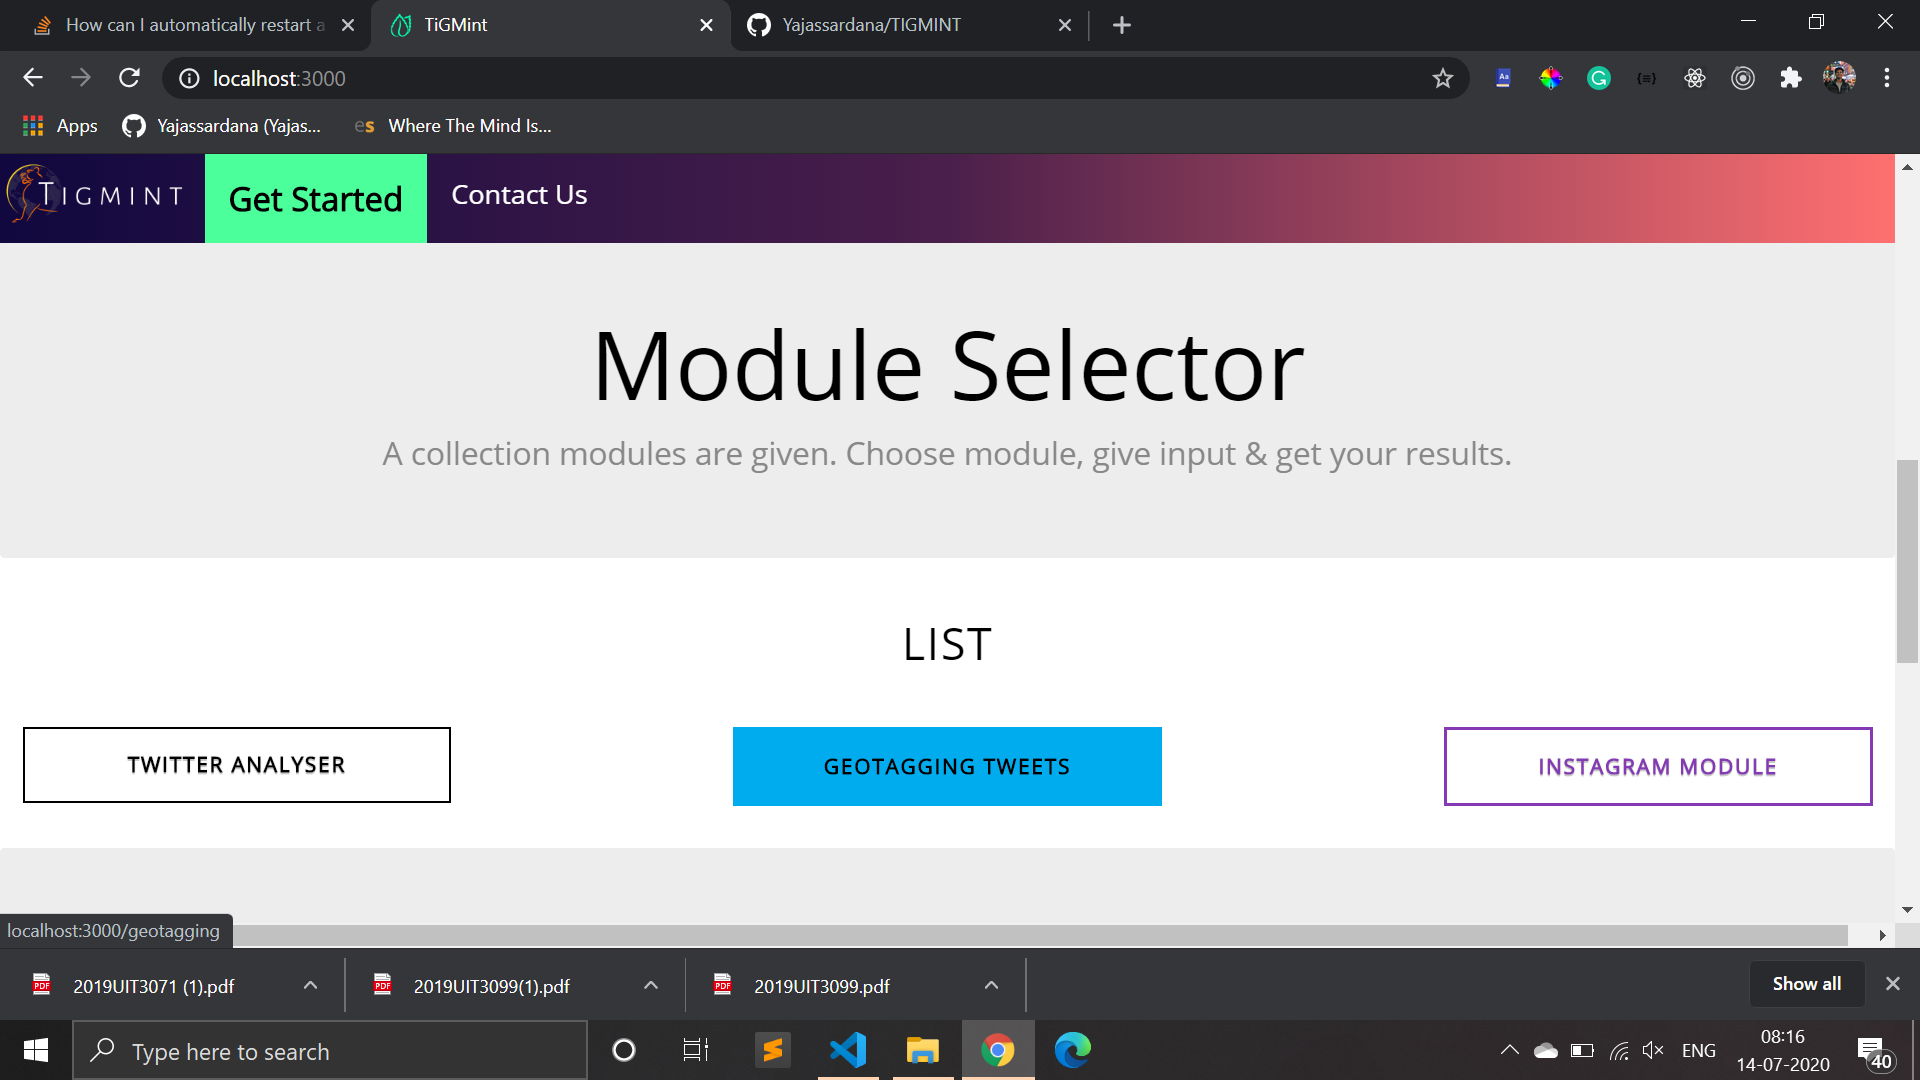 How can I automatically restart a
TiGMint
Yajassardana/TIGMINT
localhost:3000
Apps
Yajassardana (Yajas...
es
Where The Mind Is...
TIGMINT
Get Started
Contact Us
Module Selector
A collection modules are given. Choose module, give input & get your results.
LIST
TWITTER ANALYSER
GEOTAGGING TWEETS
INSTAGRAM MODULE
localhost:3000/geotagging
2019UIT3071 (1).pdf
2019UIT3099(1).pdf
2019UIT3099.pdf
Show all
Type here to search
ENG
08:16
14-07-2020
40